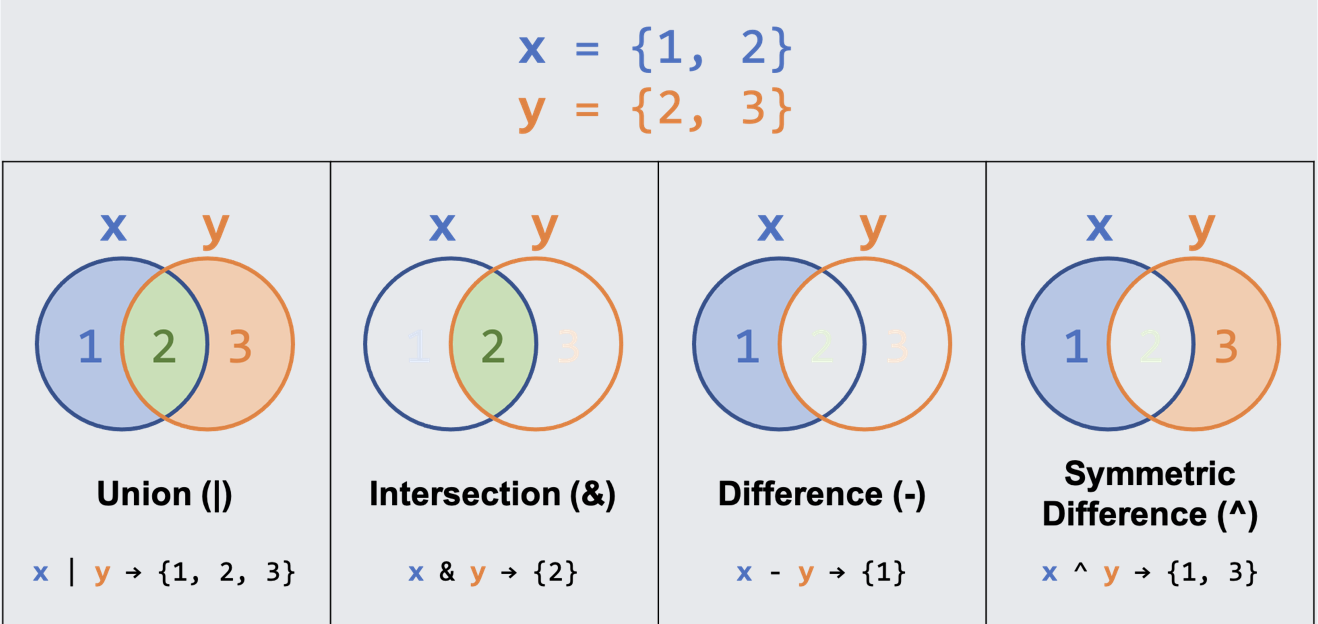 x = {1, 2}
y = {2, 3}
x y
1 2 3
Union (|)
x | y → {1, 2, 3}
x y
1 2 3
Intersection (&)
x & y → {2}
x y
1 2 3
Difference (-)
x - y → {1}
x y
1 2 3
Symmetric
Difference (^)
x ^ y → {1, 3}